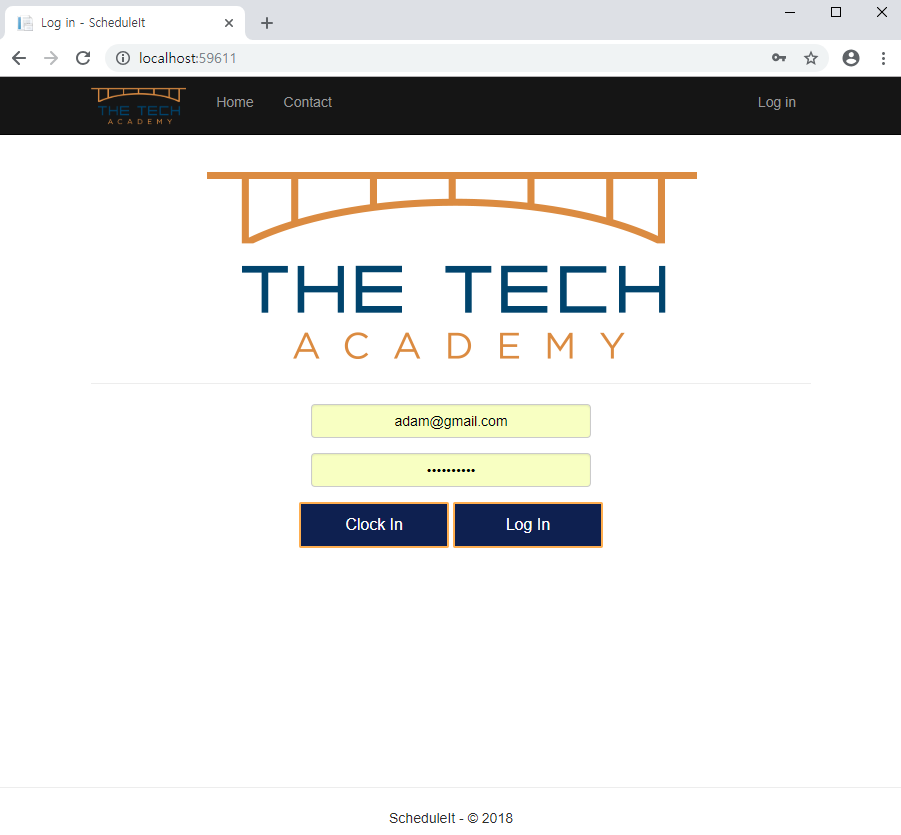 Log in - ScheduleIt
localhost:59611
THE TECH
ACADEMY
Home
Contact
Log in
THE TECH
ACADEMY
adam@gmail.com
••••••••••
Clock In
Log In
ScheduleIt - © 2018